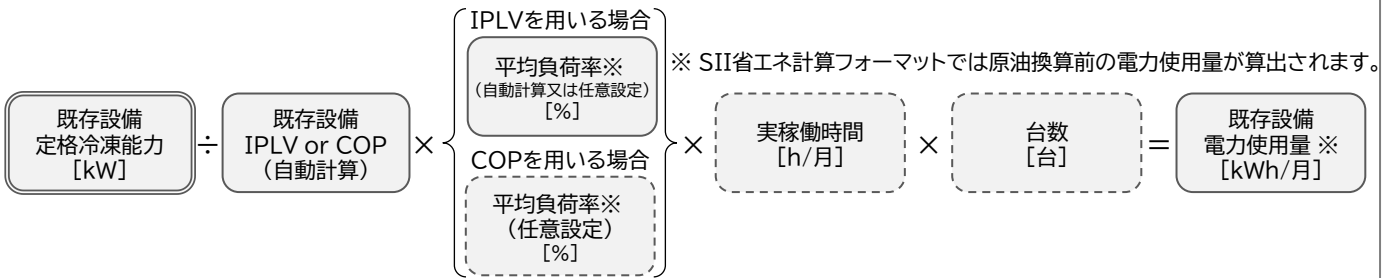 IPLVを用いる場合
平均負荷率※
(自動計算又は任意設定)
[%]
※ SII省エネ計算フォーマットでは原油換算前の電力使用量が算出されます。
既存設備
定格冷凍能力
[kW]
÷
既存設備
IPLV or COP
(自動計算)
×
COPを用いる場合
平均負荷率※
(任意設定)
[%]
×
実稼働時間
[h/月]
×
台数
[台]
=
既存設備
電力使用量 ※
[kWh/月]